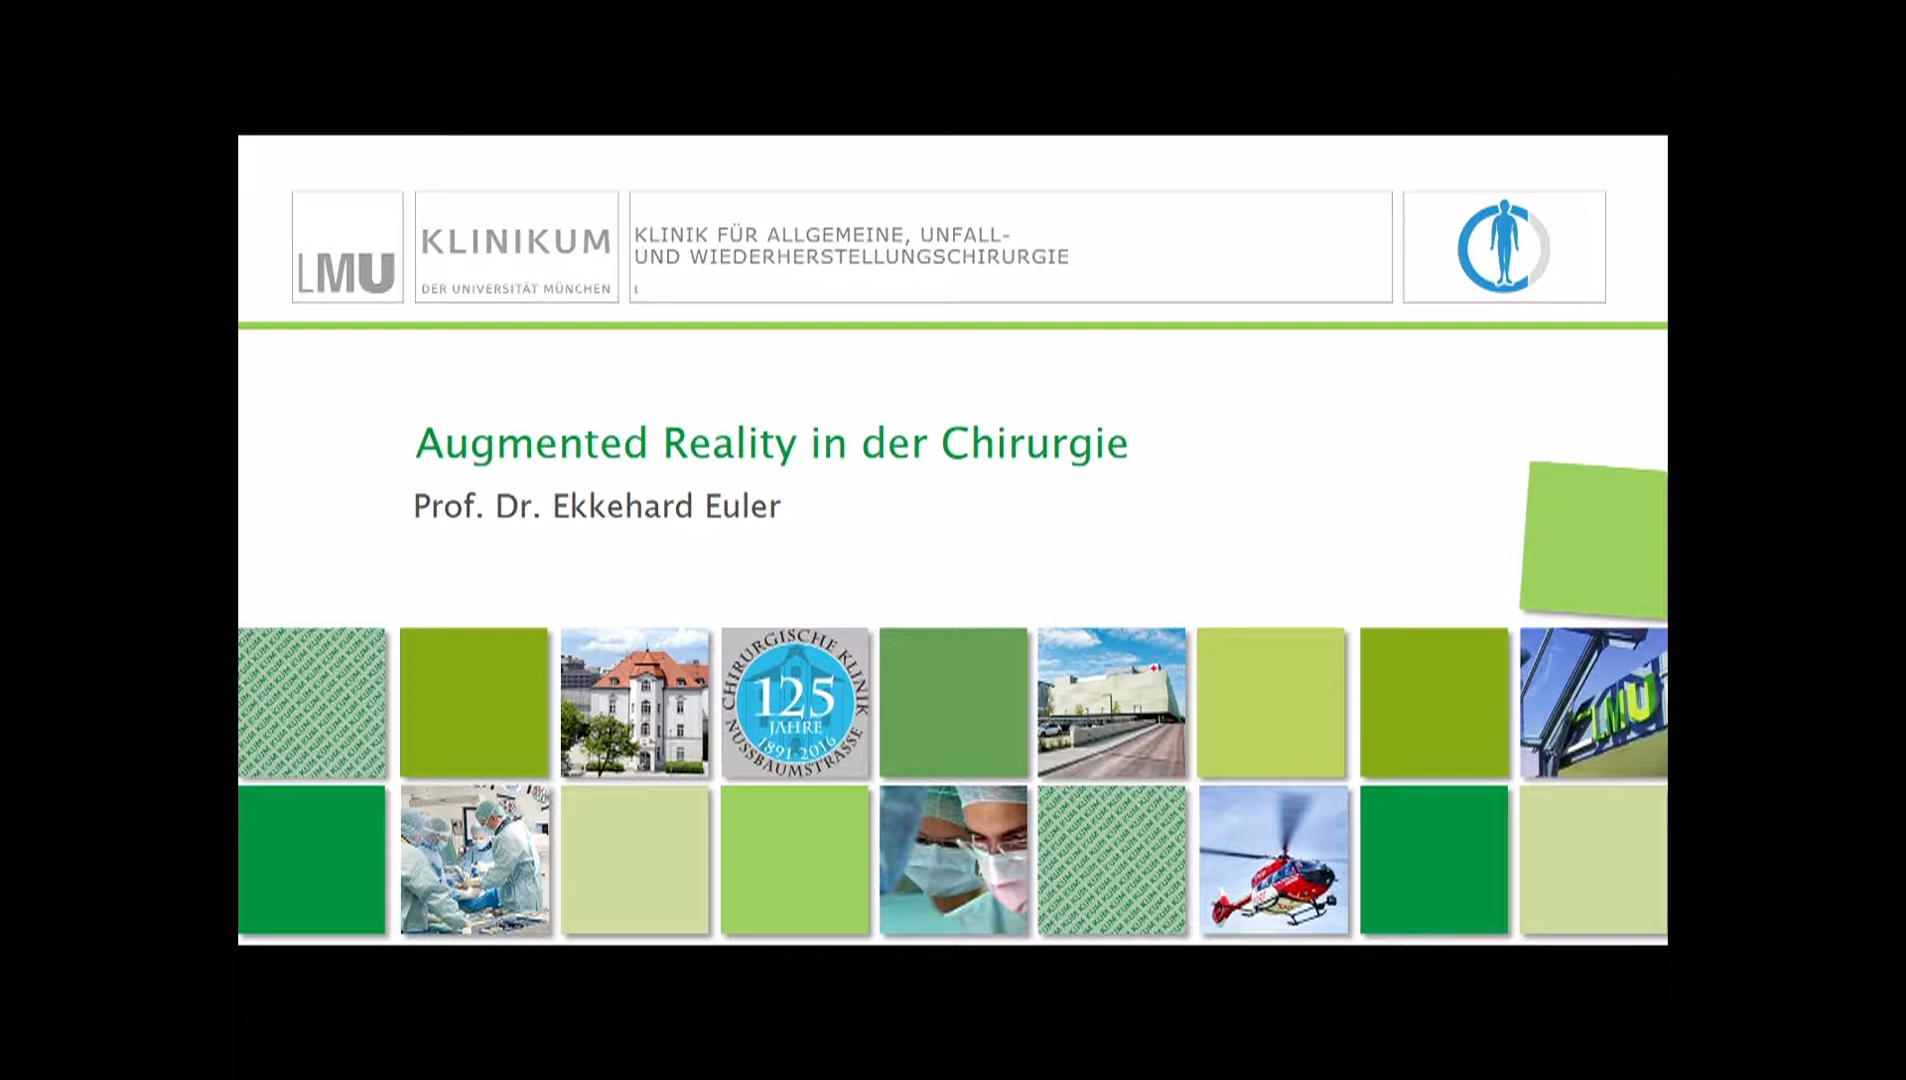 LMU
KLINIKUM
DER UNIVERSITÄT MÜNCHEN
KLINIK FÜR ALLGEMEINE, UNFALL-
UND WIEDERHERSTELLUNGSCHIRURGIE
Augmented Reality in der Chirurgie
Prof. Dr. Ekkehard Euler
CHIRURGISCHE KLINIK
125
JAHRE
1891-2016
NUSSBAUMSTRASSE
LMU